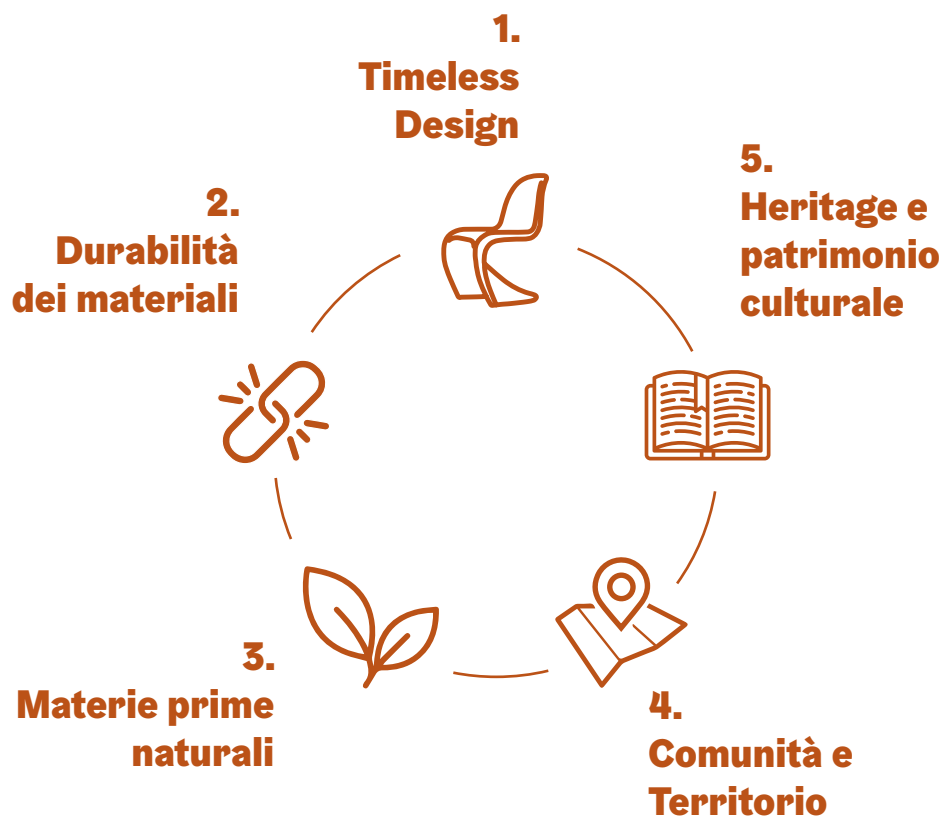 1.
Timeless
Design
2.
Durabilità
dei materiali
3.
Materie prime
naturali
4.
Comunità e
Territorio
5.
Heritage e
patrimonio
culturale